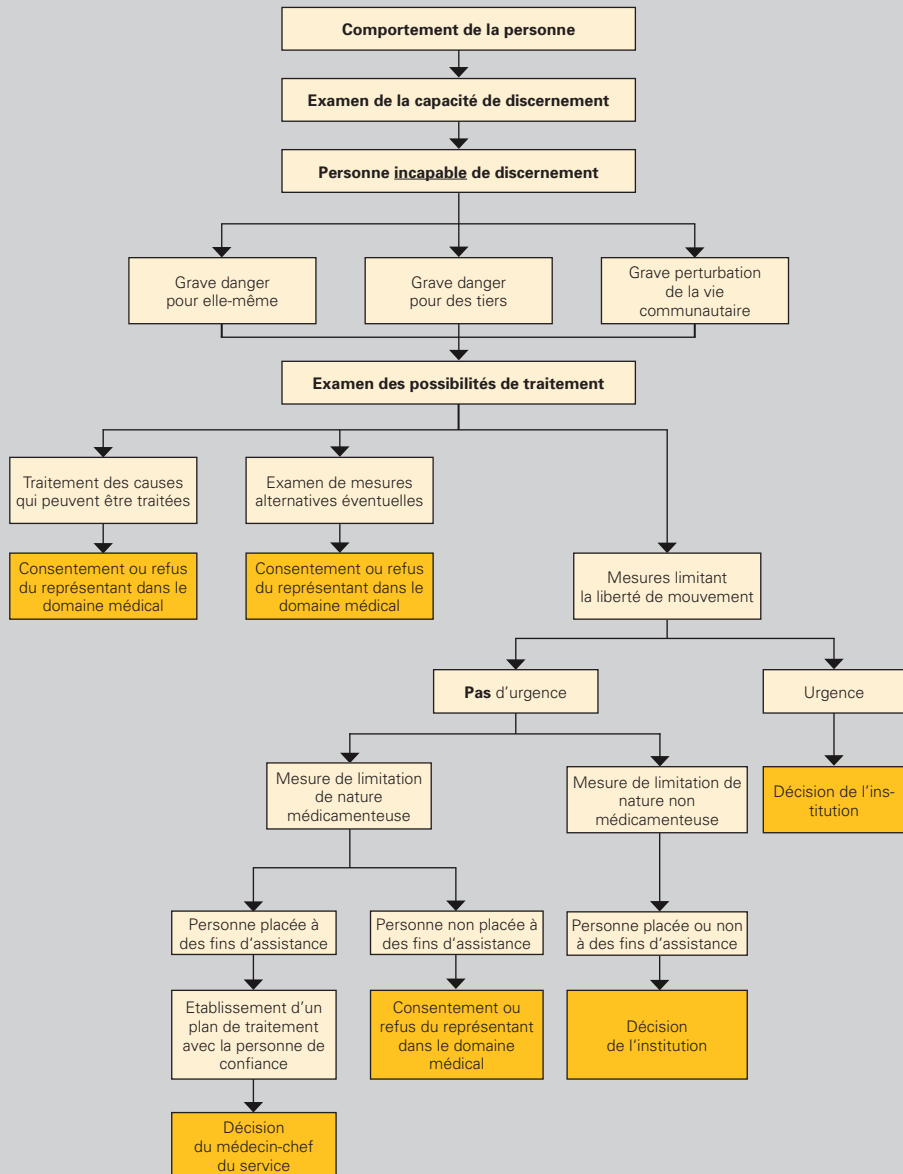 Comportement de la personne
Examen de la capacité de discernement
Personne incapable de discernement
Grave danger
pour elle-même
Grave danger
pour des tiers
Grave perturbation
de la vie
communautaire
Examen des possibilités de traitement
Traitement des causes
qui peuvent être traitées
Examen de mesures
alternatives éventuelles
Consentement ou refus
du représentant dans le
domaine médical
Consentement ou refus
du représentant dans le
domaine médical
Mesures limitant
la liberté de mouvement
Pas d'urgence
Urgence
Mesure de limitation
de nature
médicamenteuse
Mesure de limitation de
nature non
médicamenteuse
Décision de l'ins-
titution
Personne placée à
des fins d'assistance
Personne non placée à
des fins d'assistance
Personne placée ou non
à des fins d'assistance
Etablissement d'un
plan de traitement
avec la personne de
confiance
Consentement ou
refus du représentant
dans le domaine
médical
Décision
de l'institution
Décision
du médecin-chef
du service